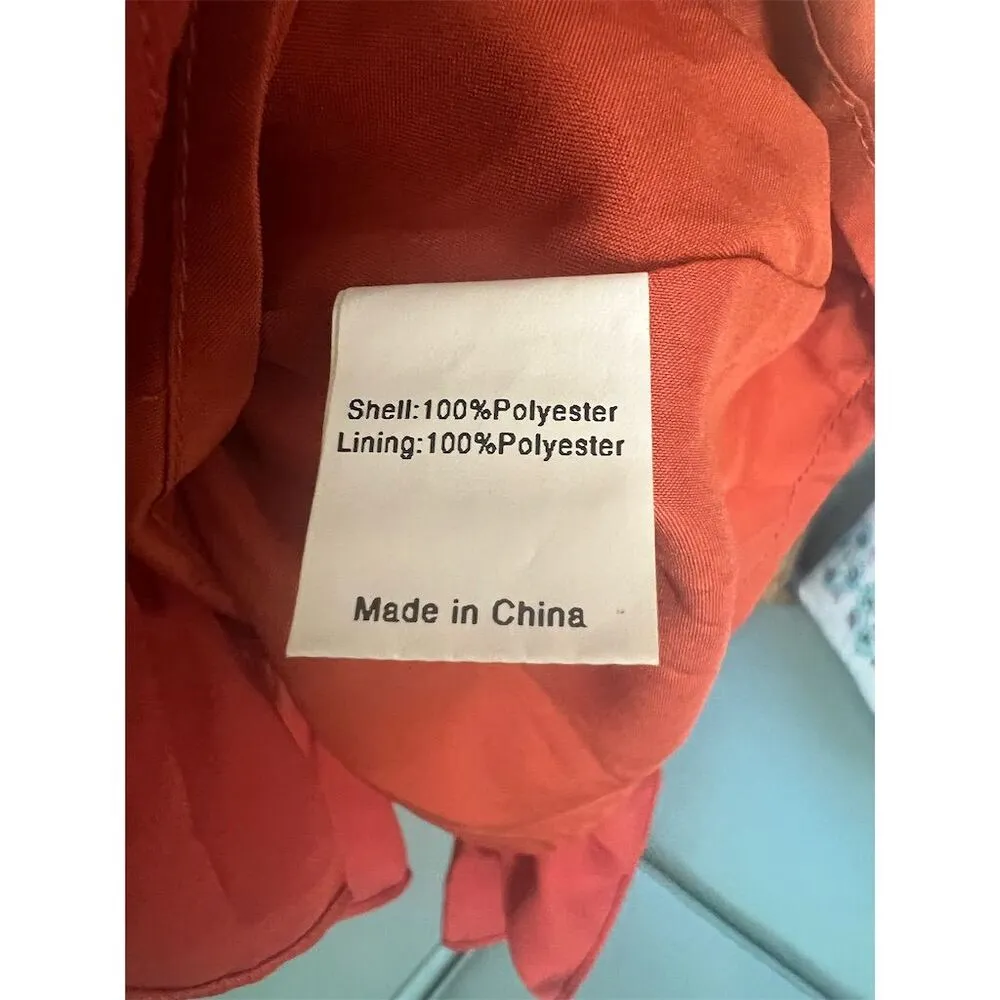 Shell:100%Polyester
Lining:100%Polyester
Made in China